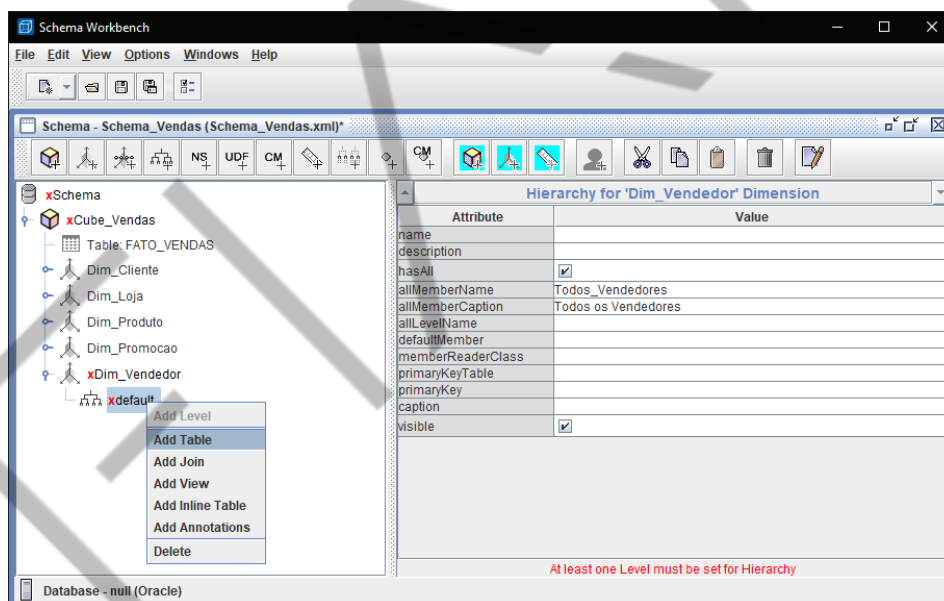 Schema Workbench
File Edit View Options Windows Help
Schema - Schema_Vendas (Schema_Vendas.xml)*
NS UDF CM CM
xSchema
xCube_Vendas
Table: FATO_VENDAS
Dim_Cliente
Dim_Loja
Dim_Produto
Dim_Promocao
xDim_Vendedor
xdefault
Add Level
Add Table
Add Join
Add View
Add Inline Table
Add Annotations
Delete
Hierarchy for 'Dim_Vendedor' Dimension
Attribute Value
name
description
hasAll
allMemberName Todos_Vendedores
allMemberCaption Todos os Vendedores
allLevelName
defaultMember
memberReaderClass
primaryKeyTable
primaryKey
caption
visible
At least one Level must be set for Hierarchy
Database - null (Oracle)